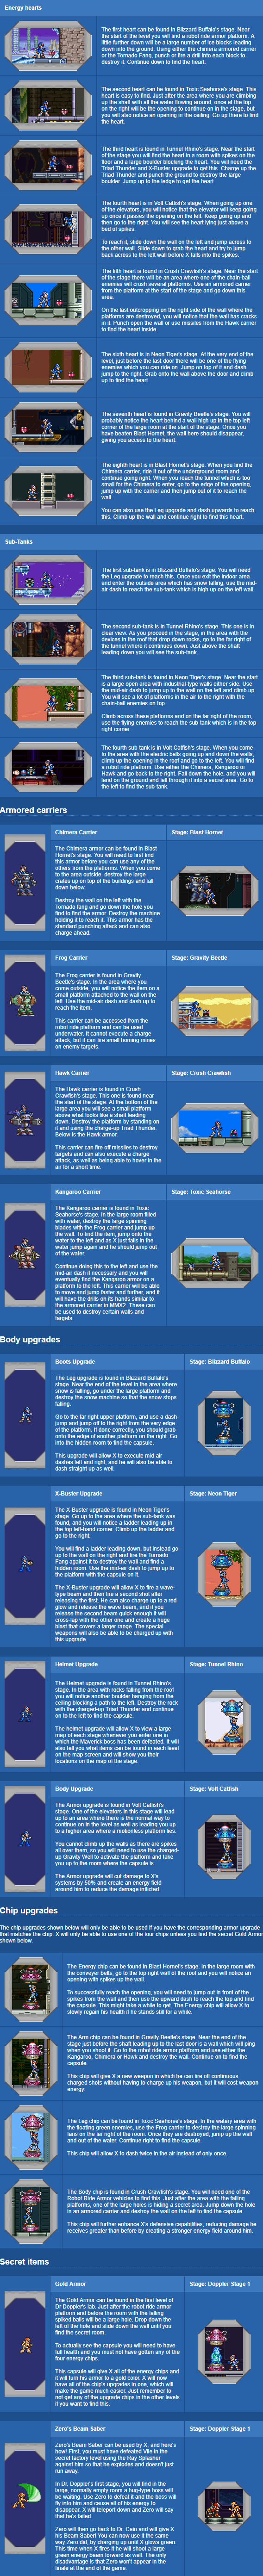 Energy hearts
The first heart can be found in Blizzard Buffalo's stage. Near
the start of the level you will find a robot ride armor platform. A
little further down will be a large number of ice blocks leading
down into the ground. Using either the chimera armored carrier
or the Tornado Fang, punch or fire a drill into each block to
destroy it. Continue down to find the heart.
The second heart can be found in Toxic Seahorse's stage. This
heart is easy to find. Just after the area where you are climbing
up the shaft with all the water flowing around, once at the top
on the right will be the opening to continue on in the stage, but
you will also notice an opening in the ceiling. Go up there to find
the heart.
The third heart is found in Tunnel Rhino's stage. Near the start
of the stage you will find the heart in a room with spikes on the
floor and a large boulder blocking the heart. You will need the
Triad Thunder and X-Buster upgrade to get this. Charge up the
Triad Thunder and punch the ground to destroy the large
boulder. Jump up to the ledge to get the heart.
The fourth heart is in Volt Catfish's stage. When going up one
of the elevators, you will notice that the elevator will keep going
up once it passes the opening on the left. Keep going up and
then go to the right. You will see the heart lying just above a
bed of spikes.
To reach it, slide down the wall on the left and jump across to
the other wall. Slide down to grab the heart and try to jump
back across to the left wall before X falls into the spikes.
The fifth heart is found in Crush Crawfish's stage. Near the start
of the stage there will be an area where one of the chain-ball
enemies will crush several platforms. Use an armored carrier
from the platform at the start of the stage and go down this
area.
On the last outcropping on the right side of the wall where the
platforms are destroyed, you will notice that the wall has cracks
in it. Punch open the wall or use missiles from the Hawk carrier
to find the heart inside.
The sixth heart is in Neon Tiger's stage. At the very end of the
level, just before the last door there will be one of the flying
enemies which you can ride on. Jump on top of it and dash
jump to the right. Grab onto the wall above the door and climb
up to find the heart.
The seventh heart is found in Gravity Beetle's stage. You will
probably notice the heart behind a wall high up in the top left
corner of the large room at the start of the stage. Once you
have beaten Blast Hornet, the wall here should disappear,
giving you access to the heart.
The eighth heart is in Blast Hornet's stage. When you find the
Chimera carrier, ride it out of the underground room and
continue going right. When you reach the tunnel which is too
small for the Chimera to enter, go to the edge of the opening,
jump up with the carrier and then jump out of it to reach the
wall.
You can also use the Leg upgrade and dash upwards to reach
this. Climb up the wall and continue right to find this heart.
Sub-Tanks
The first sub-tank is in Blizzard Buffalo's stage. You will need
the Leg upgrade to reach this. Once you exit the indoor area
and enter the outside area which has snow falling, use the mid-
air dash to reach the sub-tank which is high up on the left wall.
The second sub-tank is in Tunnel Rhino's stage. This one is in
clear view. As you proceed in the stage, in the area with the
devices in the roof that drop down rocks, go to the far right of
the tunnel where it continues down. Just above the shaft
leading down you will see the sub-tank.
The third sub-tank is found in Neon Tiger's stage. Near the start
is a large open area with industrial-type walls either side. Use
the mid-air dash to jump up to the wall on the left and climb up.
You will see a lot of platforms in the air to the right with the
chain-ball enemies on top.
Climb across these platforms and on the far right of the room,
use the flying enemies to reach the sub-tank which is in the top-
right corner.
The fourth sub-tank is in Volt Catfish's stage. When you come
to the area with the electric balls going up and down the walls,
climb up the opening in the roof and go to the left. You will find
a robot ride platform. Use either the Chimera, Kangaroo or
Hawk and go back to the right. Fall down the hole, and you will
land on the ground and fall through it into a secret area. Go to
the left to find the sub-tank.
Armored carriers
Chimera Carrier
Stage: Blast Hornet
The Chimera armor can be found in Blast
Hornet's stage. You will need to first find
this armor before you can use any of the
others from the platforms. When you come
to the area outside, destroy the large
crates up on top of the buildings and fall
down below.
Destroy the wall on the left with the
Tornado fang and go down the hole you
find to find the armor. Destroy the machine
holding it to reach it. This armor has the
standard punching attack and can also
charge ahead.
Frog Carrier
Stage: Gravity Beetle
The Frog carrier is found in Gravity
Beetle's stage. In the area where you
come outside, you will notice the item on a
small platform attached to the wall on the
left. Use the mid-air dash and dash up to
reach the item.
This carrier can be accessed from the
robot ride platform and can be used
underwater. It cannot execute a charge
attack, but it can fire small homing mines
on enemy targets.
Hawk Carrier
Stage: Crush Crawfish
The Hawk carrier is found in Crush
Crawfish's stage. This one is found near
the start of the stage. At the bottom of the
large area you will see a small platform
above what looks like a shaft leading
down. Destroy the platform by standing on
it and using the charge-up Triad Thunder.
Below is the Hawk armor.
This carrier can fire off missiles to destroy
targets and can also execute a charge
attack, as well as being able to hover in the
air for a short time.
Kangaroo Carrier
Stage: Toxic Seahorse
The Kangaroo carrier is found in Toxic
Seahorse's stage. In the large room filled
with water, destroy the large spinning
blades with the Frog carrier and jump up
the wall. To find the item, jump onto the
water to the left and as X just falls in the
water jump again and he should jump out
of the water.
Continue doing this to the left and use the
mid-air dash if necessary and you will
eventually find the Kangaroo armor on a
platform to the left. This carrier will be able
to move and jump faster and further, and it
will have the drills on its hands similar to
the armored carrier in MMX2. These can
be used to destroy certain walls and
targets.
Body upgrades
Boots Upgrade
Stage: Blizzard Buffalo
The Leg upgrade is found in Blizzard Buffalo's
stage. Near the end of the level in the area where
snow is falling, go under the large platform and
destroy the snow machine so that the snow stops
falling.
Go to the far right upper platform, and use a dash-
jump and jump off to the right from the very edge
of the platform. If done correctly, you should grab
onto the edge of another platform on the right. Go
into the hidden room to find the capsule.
This upgrade will allow X to execute mid-air
dashes left and right, and he will also be able to
dash straight up as well.
X-Buster Upgrade
Stage: Neon Tiger
The X-Buster upgrade is found in Neon Tiger's
stage. Go up to the area where the sub-tank was
found, and you will notice a ladder leading up in
the top left-hand corner. Climb up the ladder and
go to the right.
You will find a ladder leading down, but instead go
up to the wall on the right and fire the Tornado
Fang against it to destroy the wall and find a
hidden room. Use the mid-air dash to jump up to
the platform with the capsule on it.
The X-Buster upgrade will allow X to fire a wave-
type beam and then fire a second shot after
releasing the first. He can also charge up to a red
glow and release the wave beam, and if you
release the second beam quick enough it will
cross-lap with the other one and create a huge
blast that covers a larger range. The special
weapons will also be able to be charged up with
this upgrade.
Helmet Upgrade
Stage: Tunnel Rhino
The Helmet upgrade is found in Tunnel Rhino's
stage. In the area with rocks falling from the roof
you will notice another boulder hanging from the
ceiling blocking a path to the left. Destroy the rock
with the charged-up Triad Thunder and continue
on to the left to find the capsule.
The helmet upgrade will allow X to view a large
map of each stage whenever you enter one in
which the Maverick boss has been defeated. It will
also tell you what items can be found in each level
on the map screen and will show you their
locations on the map of the stage.
Body Upgrade
Stage: Volt Catfish
The Armor upgrade is found in Volt Catfish's
stage. One of the elevators in this stage will lead
up to an area where there is the normal way to
continue on in the level as well as leading you up
to a higher area where a motionless platform lies.
You cannot climb up the walls as there are spikes
all over them, so you will need to use the charged-
up Gravity Well to activate the platform and take
you up to the room where the capsule is.
The Armor upgrade will cut damage to X's
systems by 50% and create an energy field
around him to reduce the damage inflicted.
Chip upgrades
The chip upgrades shown below will only be able to be used if you have the corresponding armor upgrade
that matches the chip. X will only be able to use one of the four chips unless you find the secret Gold Armor
shown below.
The Energy chip can be found in Blast Hornet's stage. In the large room with
the conveyer belts, go to the top right wall of the roof and you will notice an
opening with spikes up the wall.
To successfully reach the opening, you will need to jump out in front of the
spikes from the wall and then use the upward dash to reach the top and find
the capsule. This might take a while to get. The Energy chip will allow X to
slowly regain his health if he stands still for a while.
The Arm chip can be found in Gravity Beetle's stage. Near the end of the
stage just before the shaft leading up to the last door is a wall which will ping
when you shoot it. Go to the robot ride armor platform and use either the
Kangaroo, Chimera or Hawk and destroy the wall. Continue on to find the
capsule.
This chip will give X a new weapon in which he can fire off continuous
charged shots without having to charge up his weapon, but it will cost weapon
energy.
The Leg chip can be found in Toxic Seahorse's stage. In the watery area with
the floating green enemies, use the Frog carrier to destroy the large spinning
fans on the far right of the room. Once they are destroyed, jump up the wall
and out of the water. Continue right to find the capsule.
This chip will allow X to dash twice in the air instead of only once.
The Body chip is found in Crush Crawfish's stage. You will need one of the
Robot Ride Armor vehicles to find this. Just after the area with the falling
platforms, one of the large holes is hiding a secret area. Jump down the hole
in an armored carrier and destroy the wall on the left to find the capsule.
This chip will further enhance X's defensive capabilities, reducing damage he
receives greater than before by creating a stronger energy field around him.
Secret items
Gold Armor
Stage: Doppler Stage 1
The Gold Armor can be found in the first level of
Dr Doppler's lab. Just after the robot ride armor
platform and before the room with the falling
spiked balls will be a large hole. Drop down the
left of the hole and slide down the wall until you
find the secret room.
To actually see the capsule you will need to have
full health and you must not have gotten any of the
four energy chips.
This capsule will give X all of the energy chips and
it will turn his armor to a gold color. X will now
have all of the chip's upgrades in one, which will
make the game much easier. Just remember to
not get any of the upgrade chips in the other levels
if you want to find this.
Zero's Beam Saber
Stage: Doppler Stage 1
Zero's Beam Saber can be used by X, and here's
how! First, you must have defeated Vile in the
secret factory level using the Ray Splasher
against him so that he explodes and doesn't just
run away.
In Dr. Doppler's first stage, you will find in the
large, normally empty room a bug-type boss will
be waiting. Use Zero to defeat it and the boss will
fly into him and cause all of his energy to
disappear. X will teleport down and Zero will say
that he's failed.
Zero will then go back to Dr. Cain and will give X
his Beam Saber! You can now use it the same
way Zero did, by charging up until X glows green.
This time when X fires it he will shoot a large
green energy beam forward as well. The only
disadvantage is that Zero won't appear in the
finale at the end of the game.